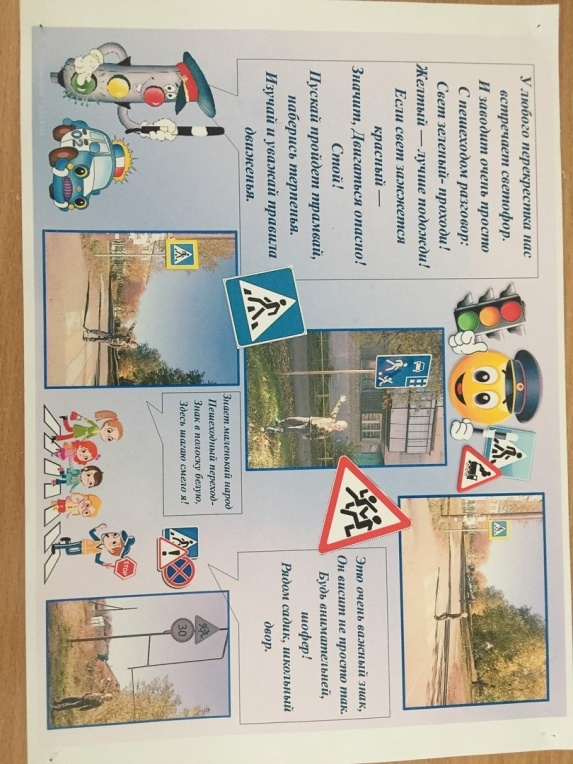 У любого перекрестка нас
встречает светофор.
И заводит очень просто
С пешеходом разговор:
Свет зеленый- проходи!
Желтый — лучше подожди!
Если свет зажжется
красный —
Значит, Двигаться опасно!
Стой!
Пускай пройдет трамвай,
наберись терпенья.
Изучай и уважай правила
движенья.
02
Знает маленький народ
Пешеходный переход-
Знак в полоску белую,
Здесь шагаю смело я!
STOP
Это очень важный знак,
Он висит не просто так.
Будь внимательней,
шофер!
Рядом садик, школьный
двор.
30